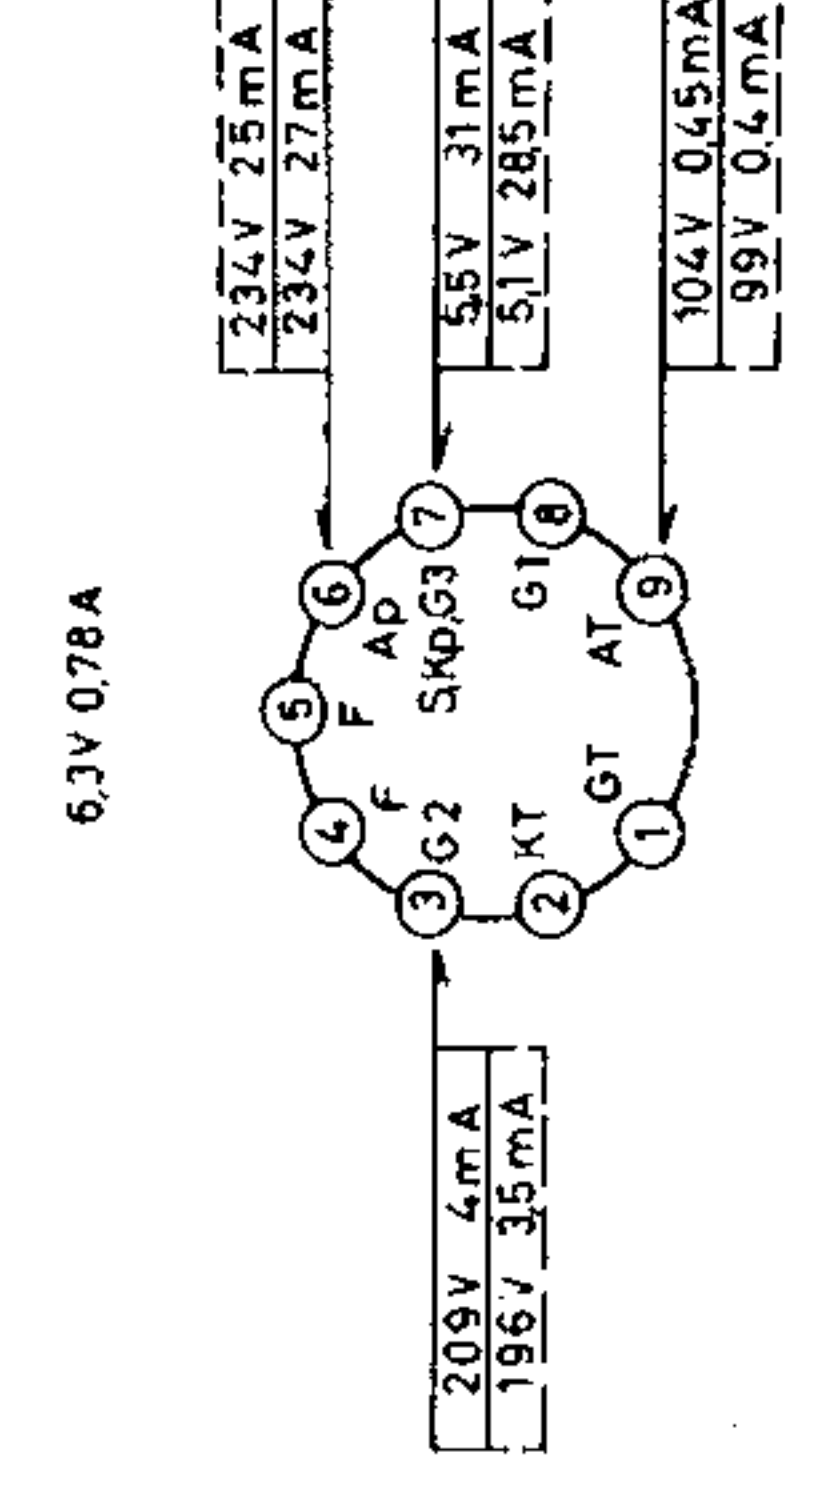 6,3V 0,78A
234V 25mA
234V 27mA
5,5V 31mA
5,1V 28,5mA
104V 0,45mA
99V 0,4mA
6
Ap
7
S,Kp,G3
8
G1
9
AT
5
F
4
F
3
G2
2
KT
1
GT
209V 4mA
196V 3,5mA